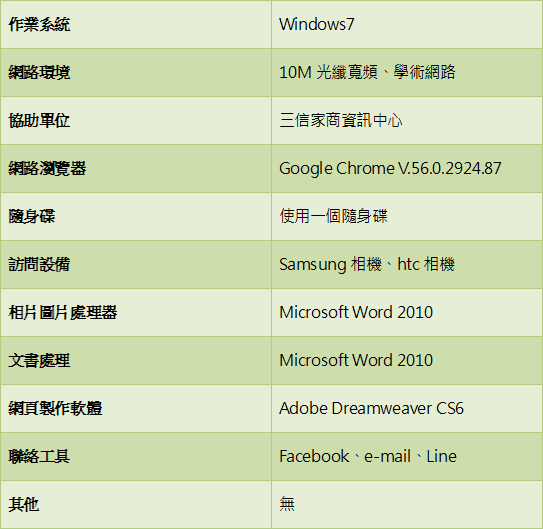 作業系統 Windows7
網路環境 10M 光纖寬頻、學術網路
協助單位 三信家商資訊中心
網路瀏覽器 Google Chrome V.56.0.2924.87
隨身碟 使用一個隨身碟
訪問設備 Samsung 相機、htc 相機
相片圖片處理器 Microsoft Word 2010
文書處理 Microsoft Word 2010
網頁製作軟體 Adobe Dreamweaver CS6
聯絡工具 Facebook、e-mail、Line
其他 無